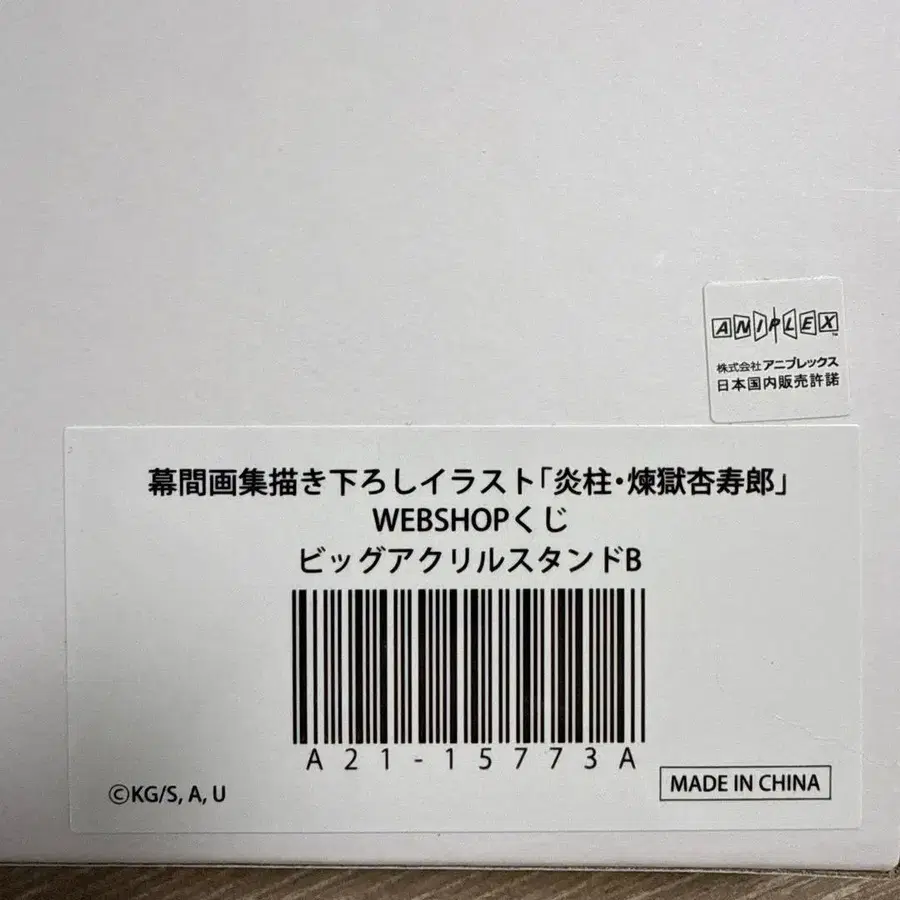 ANIPLEX™
株式会社アニプレックス
日本国内販売許諾
幕間画集描き下ろしイラスト「炎柱・煉獄杏寿郎」
WEBSHOPくじ
ビッグアクリルスタンドB
A21-15773A
©KG/S, A, U
MADE IN CHINA